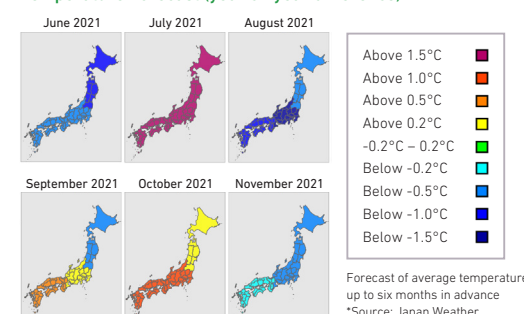 June 2021
July 2021
August 2021
Above 1.5°C
Above 1.0°C
Above 0.5°C
Above 0.2°C
-0.2°C – 0.2°C
Below -0.2°C
Below -0.5°C
Below -1.0°C
Below -1.5°C
September 2021
October 2021
November 2021
Forecast of average temperature
up to six months in advance
*Source: Japan Weather